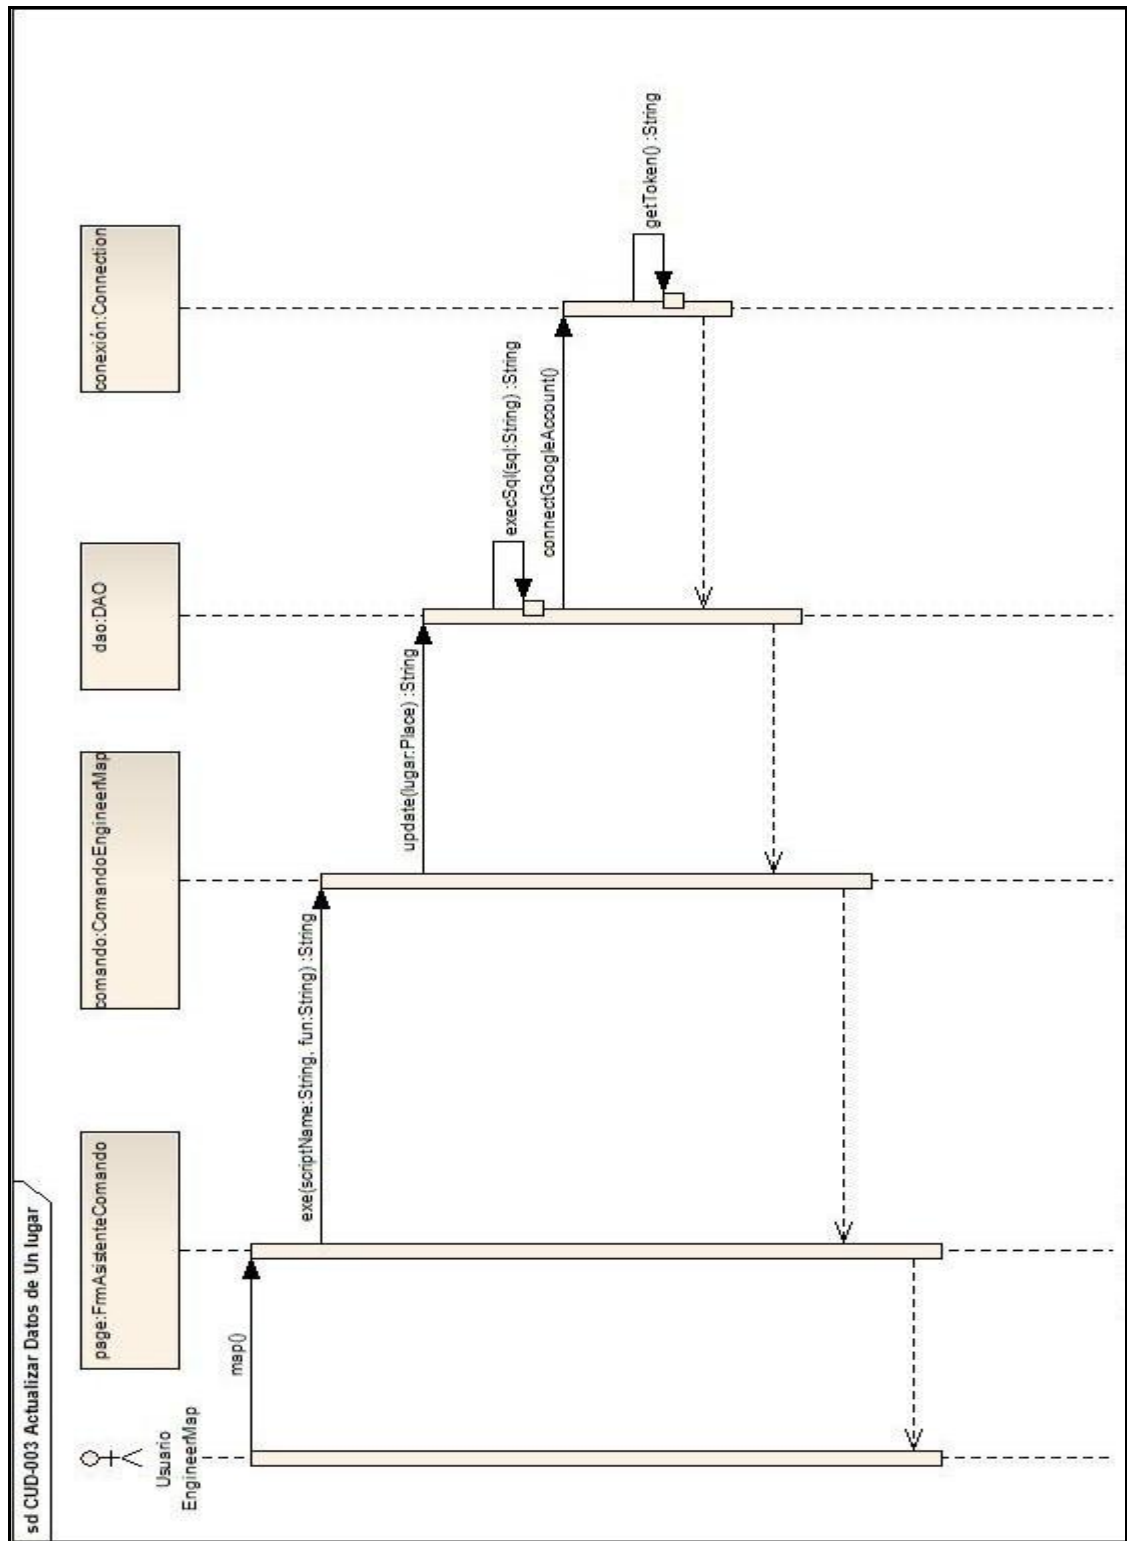 sd CUD-003 Actualizar Datos de Un lugar
Usuario
EngineerMap
page:FrmAsistenteComando
comando:ComandoEngineerMap
dao:DAO
conexión:Connection
map()
exe(scriptName:String, fun:String) :String
update(lugar:Place) :String
execSql(sql:String) :String
connectGoogleAccount()
getToken() :String